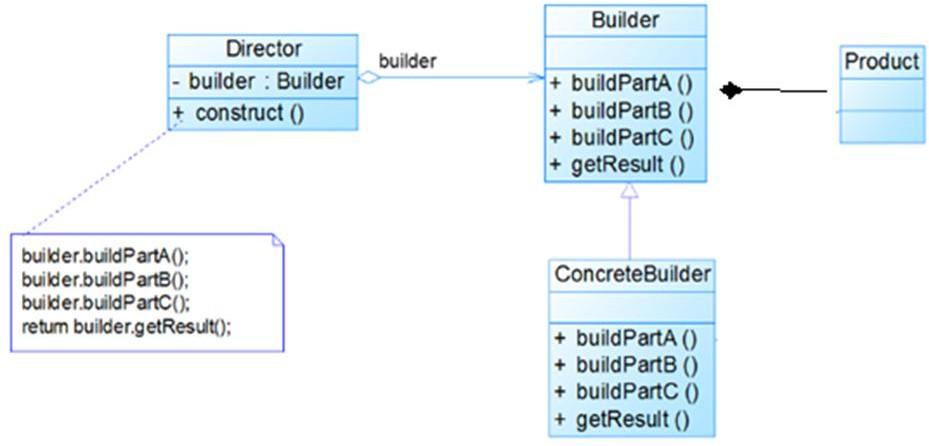 Director
- builder : Builder
+ construct ()
builder
Builder
+ buildPartA ()
+ buildPartB ()
+ buildPartC ()
+ getResult ()
Product
builder.buildPartA();
builder.buildPartB();
builder.buildPartC();
return builder.getResult();
ConcreteBuilder
+ buildPartA ()
+ buildPartB ()
+ buildPartC ()
+ getResult ()